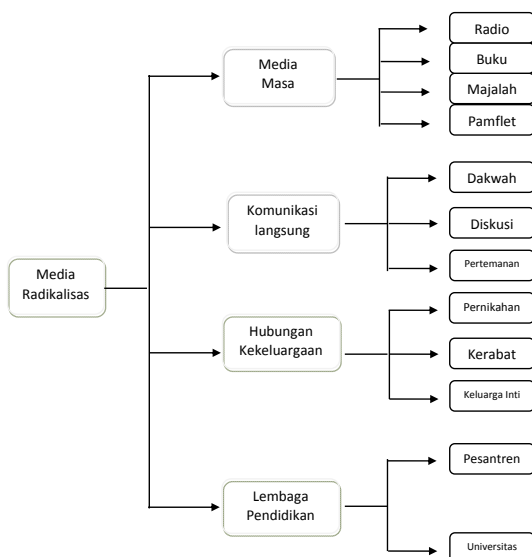 Media
Radikalisas
Media
Masa
Radio
Buku
Majalah
Pamflet
Komunikasi
langsung
Dakwah
Diskusi
Pertemanan
Hubungan
Kekeluargaan
Pernikahan
Kerabat
Keluarga Inti
Lembaga
Pendidikan
Pesantren
Universitas